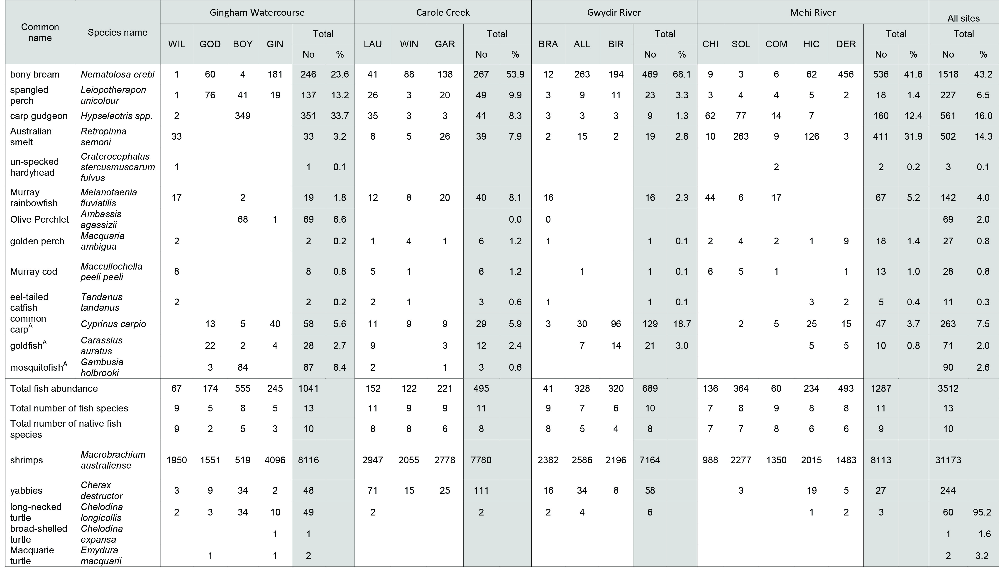 Common name Species name Gingham Watercourse Carole Creek Gwydir River Mehi River All sites
WIL GOD BOY GIN Total LAU WIN GAR Total BRA ALL BIR Total CHI SOL COM HIC DER Total Total
No % No % No % No % No %
bony bream Nematolosa erebi 1 60 4 181 246 23.6 41 88 138 267 53.9 12 263 194 469 68.1 9 3 6 62 456 536 41.6 1518 43.2
spangled perch Leiopotherapon unicolour 1 76 41 19 137 13.2 26 3 20 49 9.9 3 9 11 23 3.3 3 4 4 5 2 18 1.4 227 6.5
carp gudgeon Hypseleotris spp. 2 349 351 33.7 35 3 3 41 8.3 3 3 3 9 1.3 62 77 14 7 160 12.4 561 16.0
Australian smelt Retropinna semoni 33 33 3.2 8 5 26 39 7.9 2 15 2 19 2.8 10 263 9 126 3 411 31.9 502 14.3
un-specked hardyhead Craterocephalus stercusmuscarum fulvus 1 1 0.1 2 2 0.2 3 0.1
Murray rainbowfish Melanotaenia fluviatilis 17 2 19 1.8 12 8 20 40 8.1 16 16 2.3 44 6 17 67 5.2 142 4.0
Olive Perchlet Ambassis agassizii 68 1 69 6.6 0.0 0 69 2.0
golden perch Macquaria ambigua 2 2 0.2 1 4 1 6 1.2 1 1 0.1 2 4 2 1 9 18 1.4 27 0.8
Murray cod Maccullochella peeli peeli 8 8 0.8 5 1 6 1.2 1 1 0.1 6 5 1 1 13 1.0 28 0.8
eel-tailed catfish Tandanus tandanus 2 2 0.2 2 1 3 0.6 1 1 0.1 3 2 5 0.4 11 0.3
common carpA Cyprinus carpio 13 5 40 58 5.6 11 9 9 29 5.9 3 30 96 129 18.7 2 5 25 15 47 3.7 263 7.5
goldfishA Carassius auratus 22 2 4 28 2.7 9 3 12 2.4 7 14 21 3.0 5 5 10 0.8 71 2.0
mosquitofishA Gambusia holbrooki 3 84 87 8.4 2 1 3 0.6 90 2.6
Total fish abundance 67 174 555 245 1041 152 122 221 495 41 328 320 689 136 364 60 234 493 1287 3512
Total number of fish species 9 5 8 5 13 11 9 9 11 9 7 6 10 7 8 9 8 8 11 13
Total number of native fish species 9 2 5 3 10 8 8 6 8 8 5 4 8 7 7 8 6 6 9 10
shrimps Macrobrachium australiense 1950 1551 519 4096 8116 2947 2055 2778 7780 2382 2586 2196 7164 988 2277 1350 2015 1483 8113 31173
yabbies Cherax destructor 3 9 34 2 48 71 15 25 111 16 34 8 58 3 19 5 27 244
long-necked turtle Chelodina longicollis 2 3 34 10 49 2 2 2 4 6 1 2 3 60 95.2
broad-shelled turtle Chelodina expansa 1 1 1 1.6
Macquarie turtle Emydura macquarii 1 1 2 2 3.2